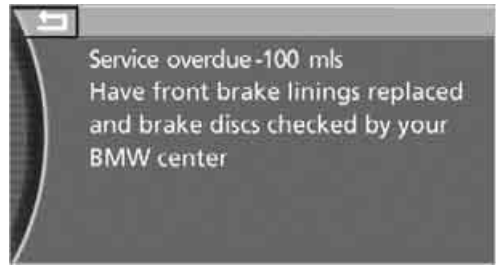 Service overdue -100 mls
Have front brake linings replaced
and brake discs checked by your
BMW center